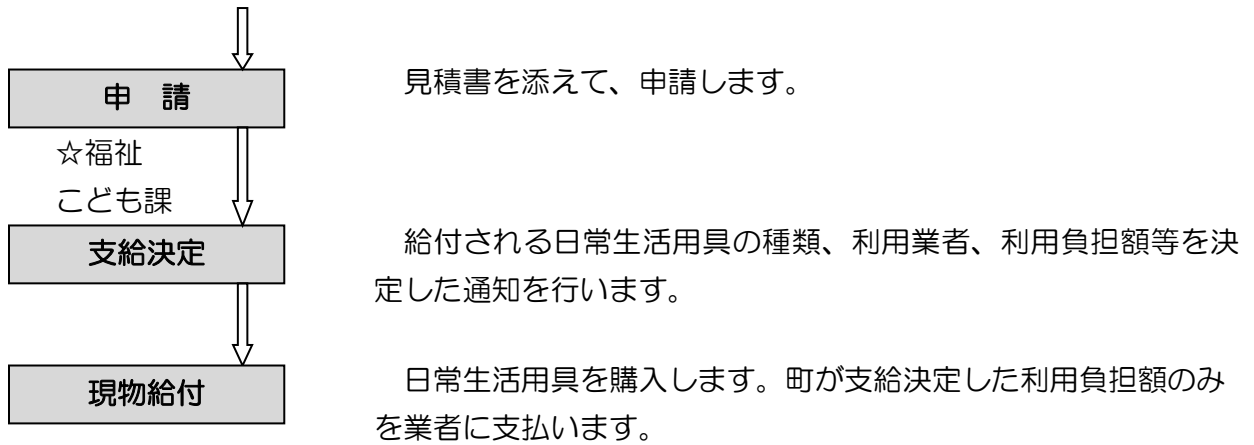 申　請
見積書を添えて、申請します。
☆福祉
こども課
支給決定
給付される日常生活用具の種類、利用業者、利用負担額等を決
定した通知を行います。
現物給付
日常生活用具を購入します。町が支給決定した利用負担額のみ
を業者に支払います。